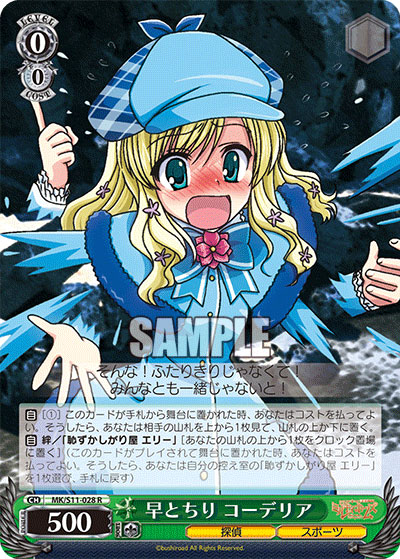 LEVEL
0
0
COST
SAMPLE
そんな!ふたりきりじゃなくて!
みんなとも一緒じゃないと!
自 [①] このカードが手札から舞台に置かれた時、あなたはコストを払ってよ
い。そうしたら、あなたは相手の山札を上から1枚見て、山札の上か下に置く。
自 絆/「恥ずかしがり屋 エリー」 [あなたの山札の上から1枚をクロック置場
に置く] (このカードがプレイされて舞台に置かれた時、あなたはコストを払って
よい。そうしたら、あなたは自分の控え室の「恥ずかしがり屋 エリー」を
1枚選び、手札に戻す)
CH MK/S11-028 R
500
早とちり コーデリア
探偵
スポーツ
©bushiroad All Rights Reserved.